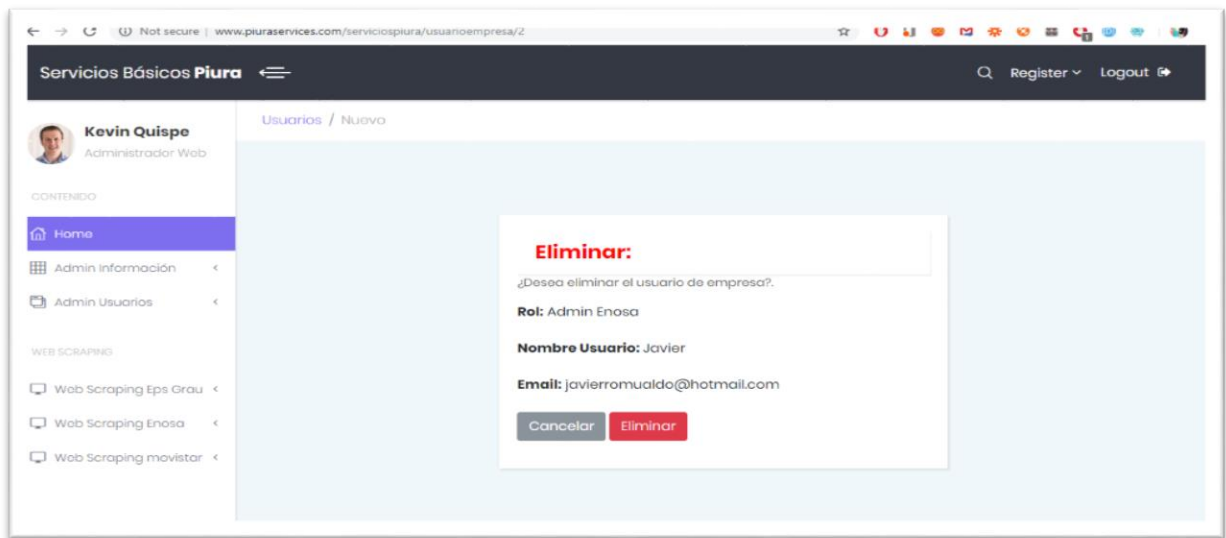 Not secure | www.piuraservices.com/serviciospiura/usuarioempresa/2
Servicios Básicos Piura
Register
Logout
Kevin Quispe
Administrador Web
Usuarios / Nuevo
CONTENIDO
Home
Admin Información
Admin Usuarios
WEB SCRAPING
Web Scraping Eps Grau
Web Scraping Enosa
Web Scraping movistar
Eliminar:
¿Desea eliminar el usuario de empresa?.
Rol: Admin Enosa
Nombre Usuario: Javier
Email: javierromualdo@hotmail.com
Cancelar
Eliminar